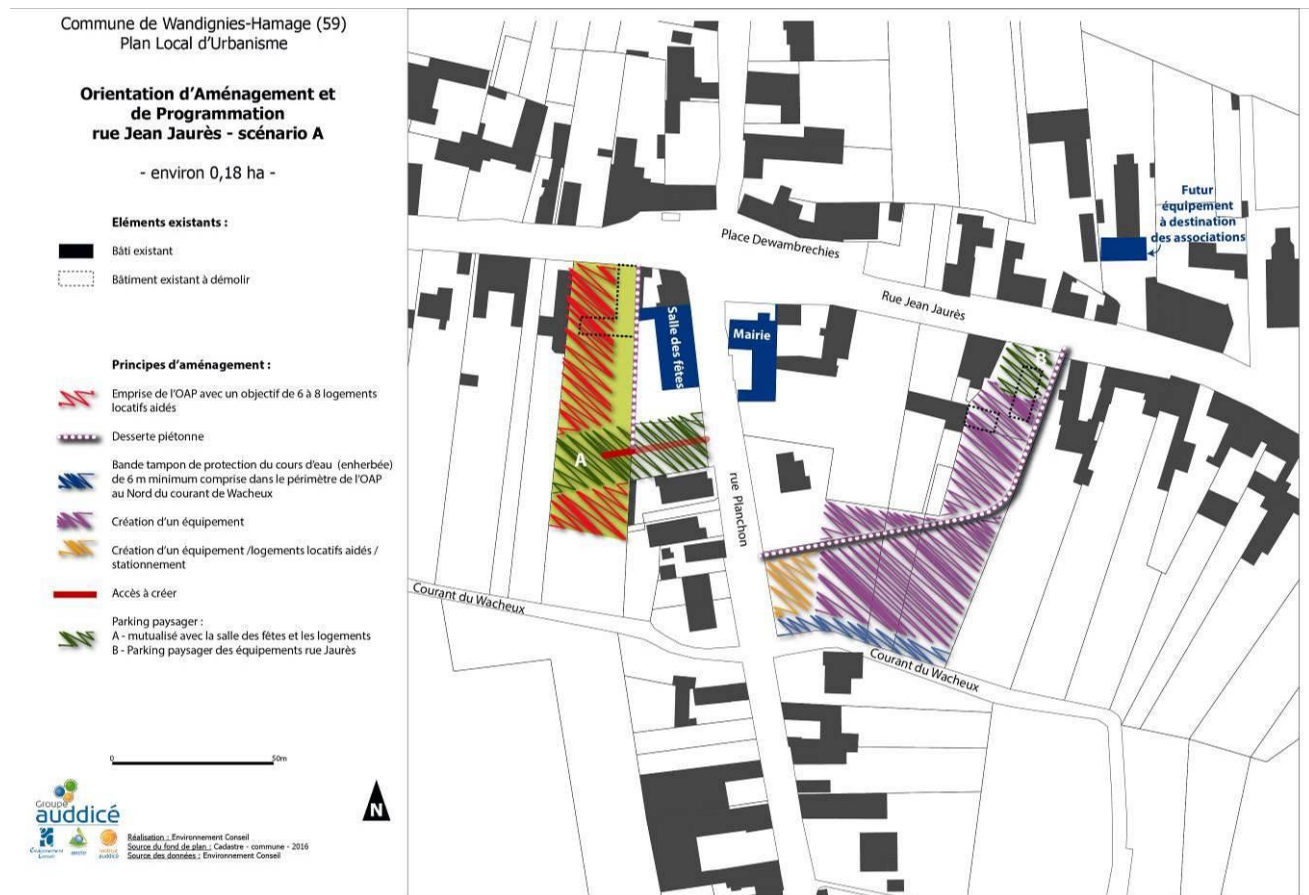 Commune de Wandignies-Hamage (59)
Plan Local d'Urbanisme
Orientation d'Aménagement et
de Programmation
rue Jean Jaurès - scénario A
- environ 0,18 ha -
Eléments existants :
Bâti existant
Bâtiment existant à démolir
Principes d'aménagement :
Emprise de l'OAP avec un objectif de 6 à 8 logements
locatifs aidés
Desserte piétonne
Bande tampon de protection du cours d'eau (enherbée)
de 6 m minimum comprise dans le périmètre de l'OAP
au Nord du courant de Wacheux
Création d'un équipement
Création d'un équipement /logements locatifs aidés /
stationnement
Accès à créer
Parking paysager :
A - mutualisé avec la salle des fêtes et les logements
B - Parking paysager des équipements rue Jaurès
0 50m
Groupe
auddicé
N
Réalisation : Environnement Conseil
Source du fond de plan : Cadastre - commune - 2016
Source des données : Environnement Conseil
Futur
équipement
à destination
des associations
Place Dewambrechies
Rue Jean Jaurès
Salle des fêtes
Mairie
B
A
rue Planchon
Courant du Wacheux
Courant du Wacheux